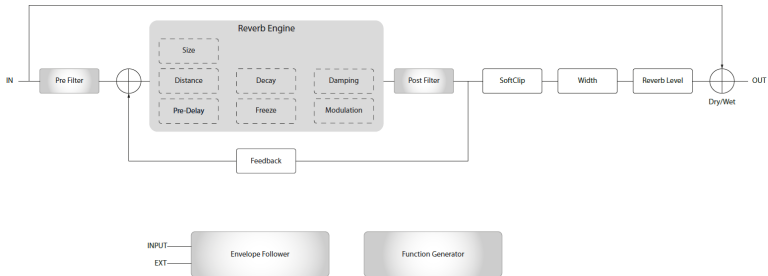 Reverb Engine
Size
IN
Pre Filter
Distance
Decay
Damping
Post Filter
SoftClip
Width
Reverb Level
OUT
Dry/Wet
Pre-Delay
Freeze
Modulation
Feedback
INPUT
EXT
Envelope Follower
Function Generator